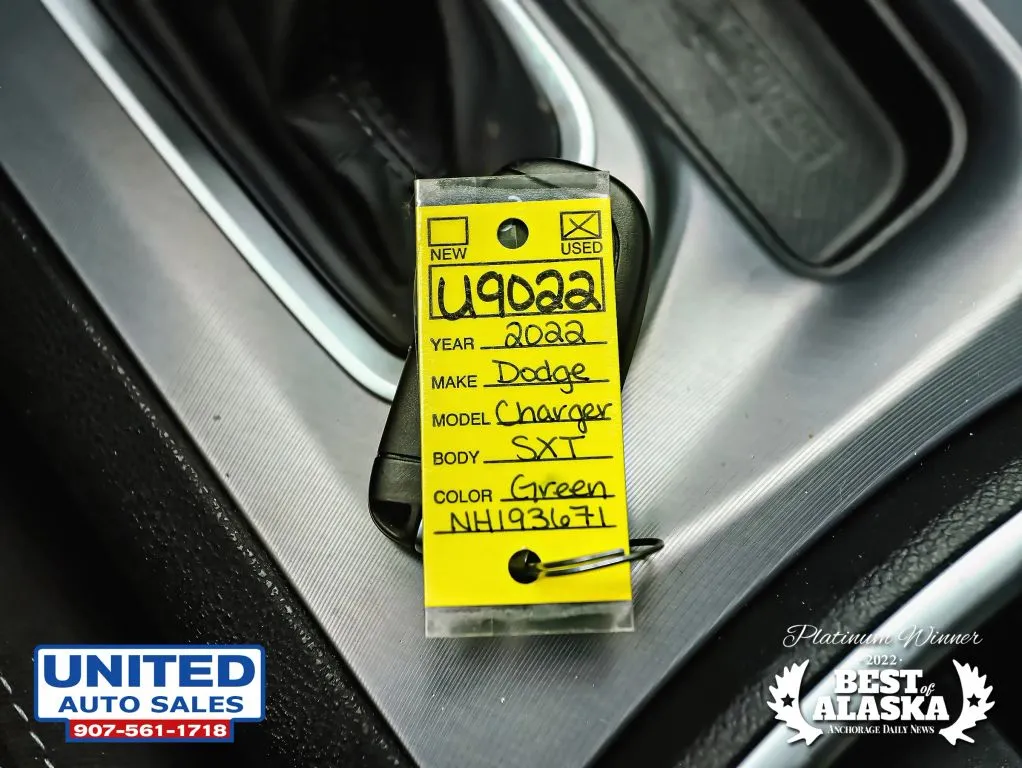 NEW
USED
U9022
YEAR 2022
MAKE Dodge
MODEL Charger
BODY SXT
COLOR Green
NH193671
UNITED
AUTO SALES
907-561-1718
Platinum Winner
·2022·
BEST of
ALASKA
ANCHORAGE DAILY NEWS